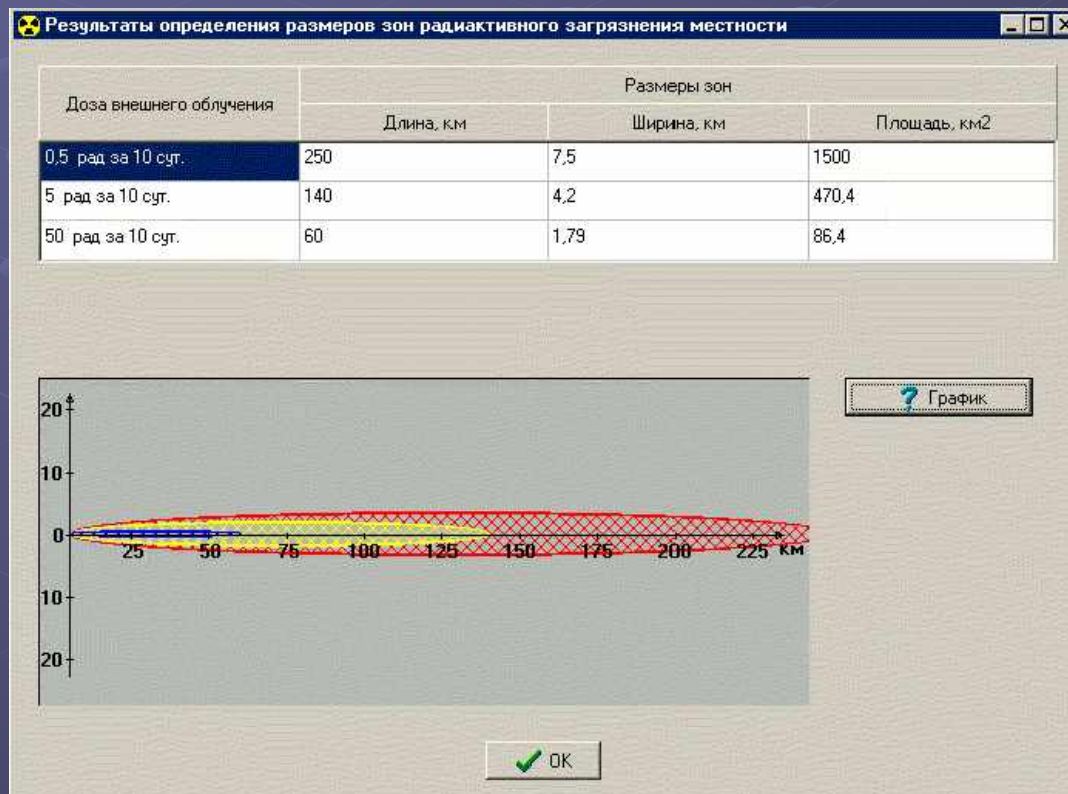 Результаты определения размеров зон радиактивного загрязнения местности
Доза внешнего облучения
Размеры зон
Длина, км
Ширина, км
Площадь, км2
0,5 рад за 10 сут.
250
7,5
1500
5 рад за 10 сут.
140
4,2
470,4
50 рад за 10 сут.
60
1,79
86,4
График
20
10
0
25 50 75 100 125 150 175 200 225 км
10
20
OK